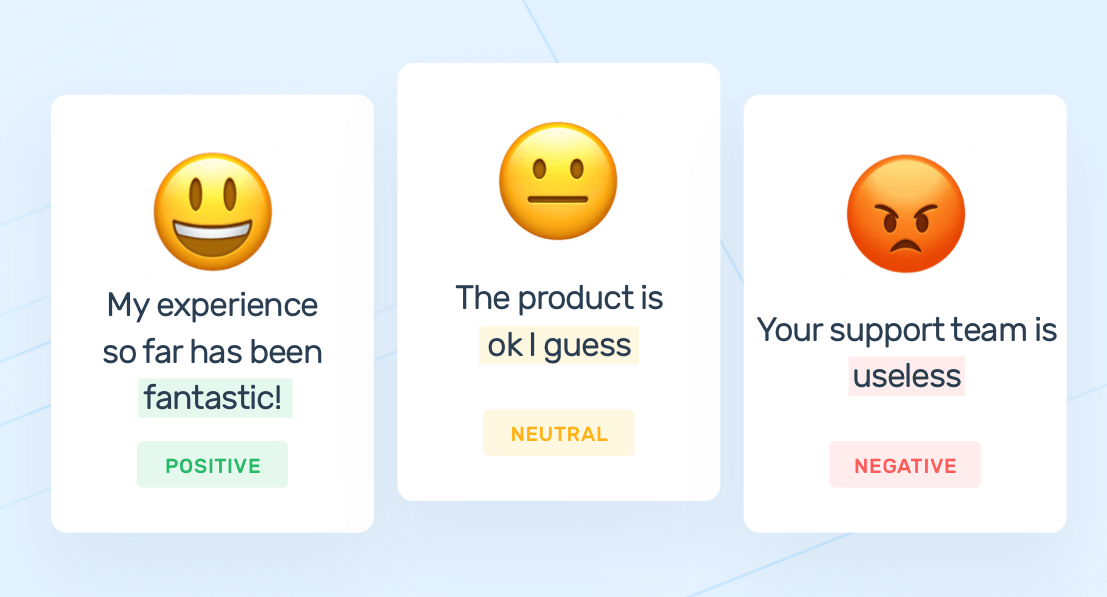 My experience
so far has been
fantastic!
POSITIVE
The product is
ok I guess
NEUTRAL
Your support team is
useless
NEGATIVE